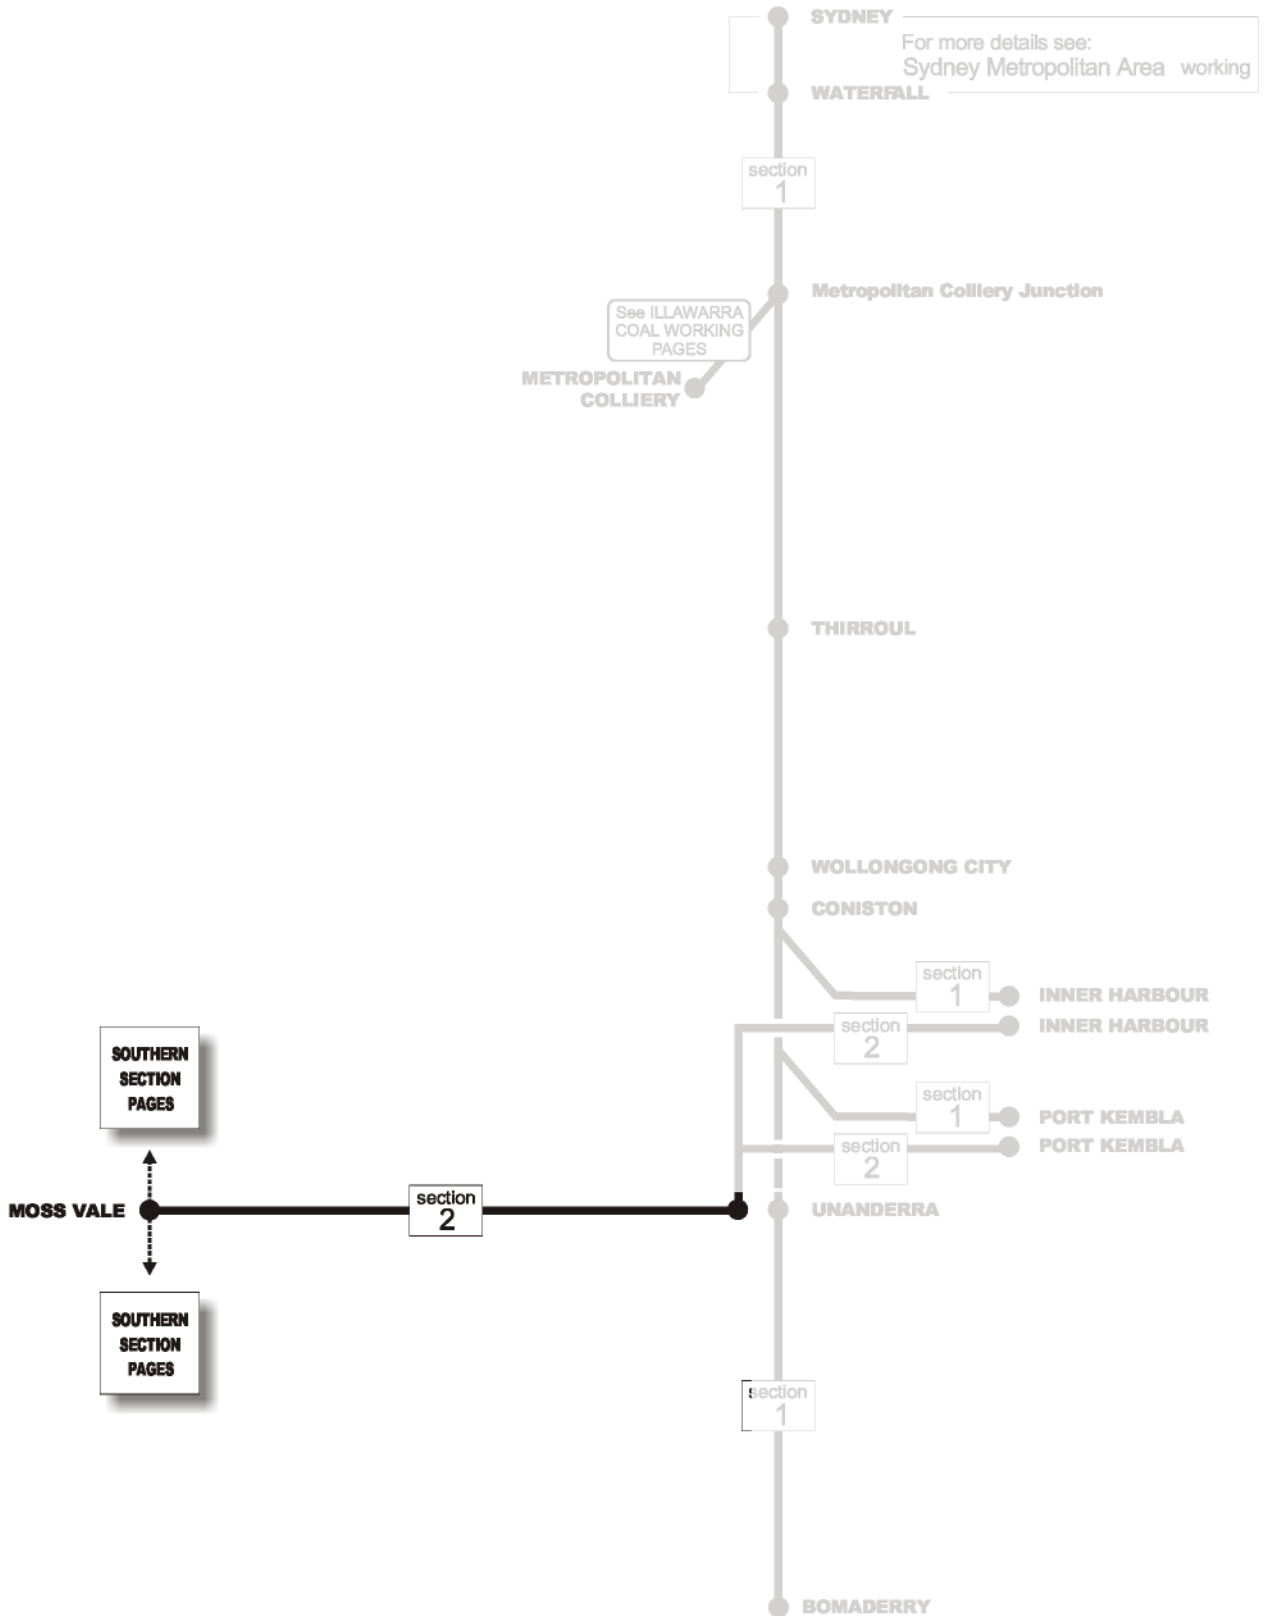 SYDNEY
For more details see:
Sydney Metropolitan Area working
WATERFALL
section
1
Metropolitan Colliery Junction
See ILLAWARRA
COAL WORKING
PAGES
METROPOLITAN
COLLIERY
THIRROUL
WOLLONGONG CITY
CONISTON
section
1
INNER HARBOUR
section
2
INNER HARBOUR
SOUTHERN
SECTION
PAGES
section
1
PORT KEMBLA
section
2
PORT KEMBLA
MOSS VALE
section
2
UNANDERRA
SOUTHERN
SECTION
PAGES
section
1
BOMADERRY